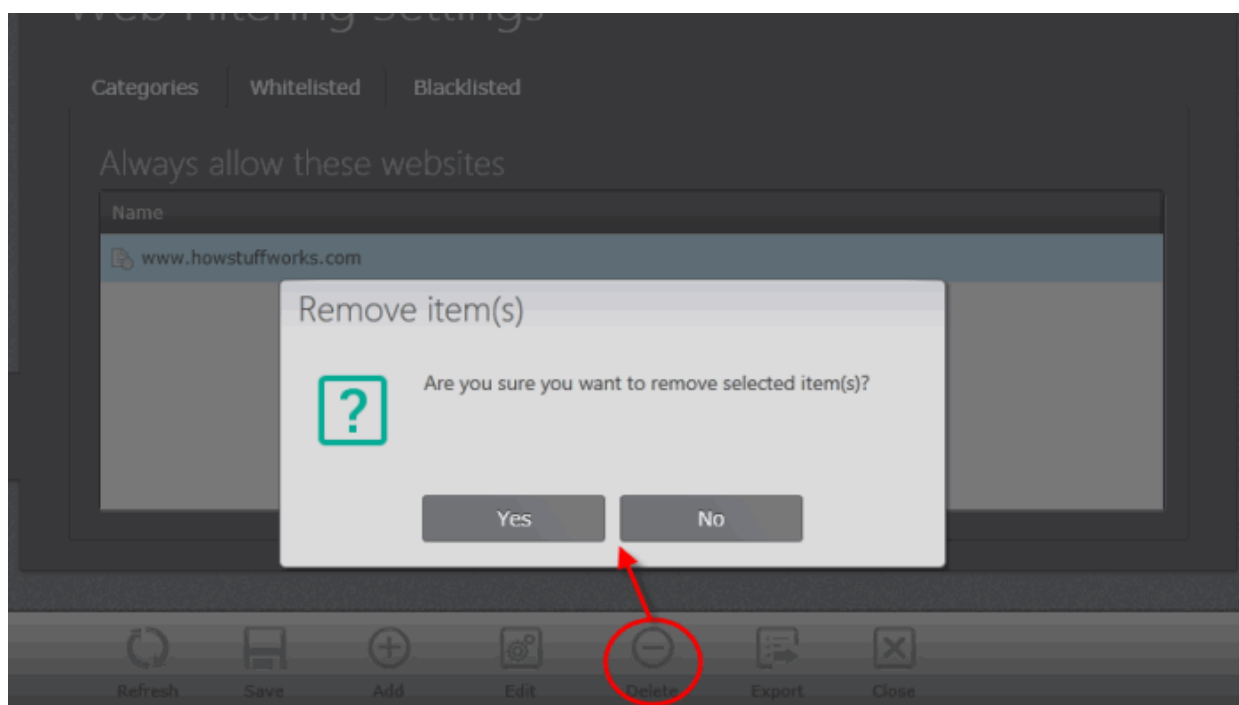 Web Filtering Settings
Categories Whitelisted Blacklisted
Always allow these websites
Name
www.howstuffworks.com
Remove item(s)
Are you sure you want to remove selected item(s)?
?
Yes No
Refresh Save Add Edit Delete Export Close